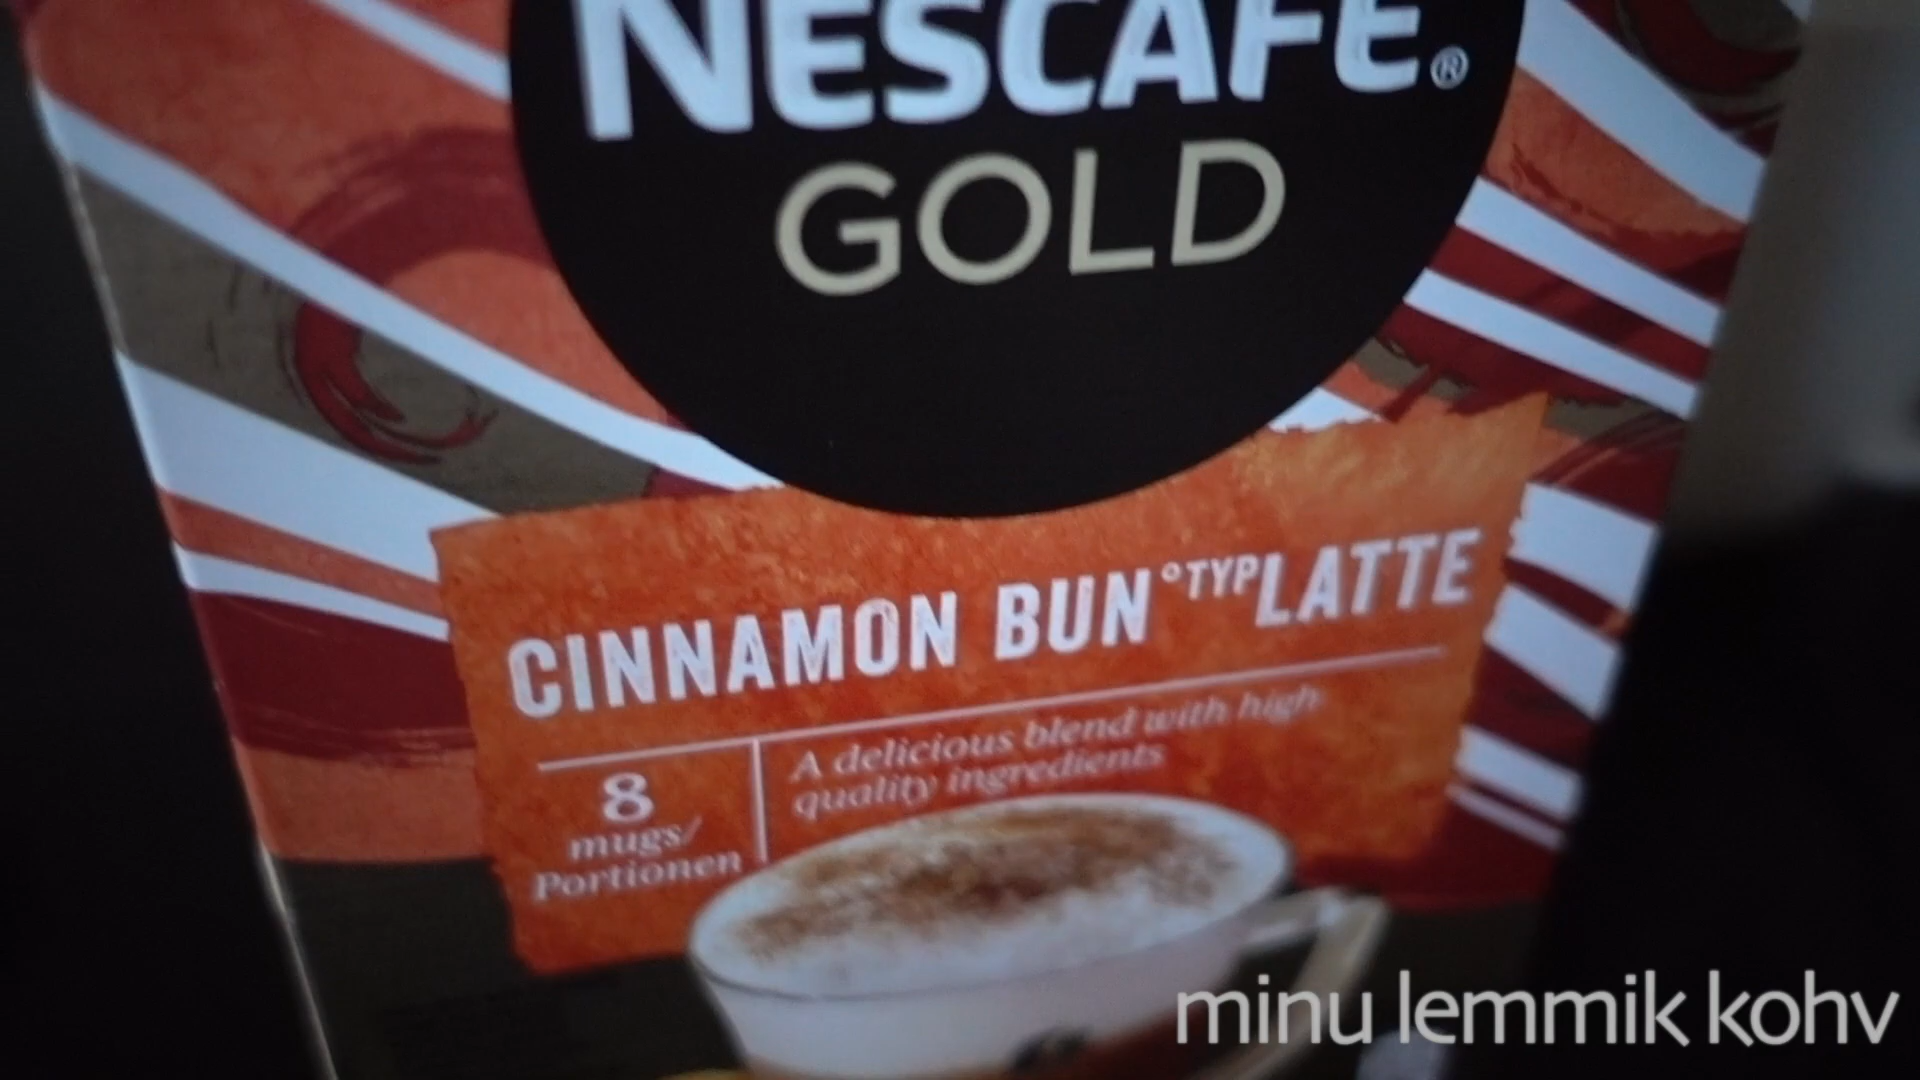 NESCAFÉ®
GOLD
CINNAMON BUN °TYP LATTE
8
mugs/
Portionen
A delicious blend with high
quality ingredients
minu lemmik kohv